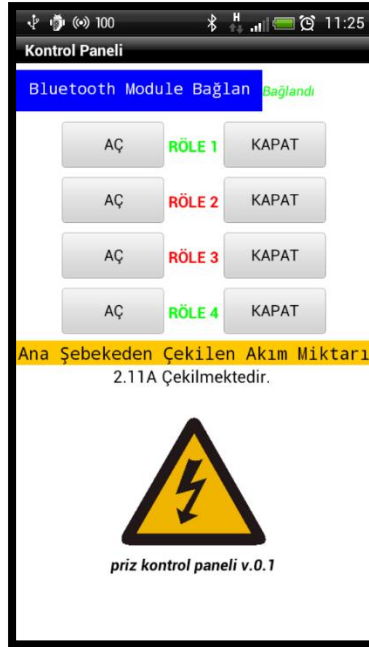 100 H 11:25
Kontrol Paneli
Bluetooth Module Bağlan Bağlandı
AÇ RÖLE 1 KAPAT
AÇ RÖLE 2 KAPAT
AÇ RÖLE 3 KAPAT
AÇ RÖLE 4 KAPAT
Ana Şebekeden Çekilen Akım Miktarı
2.11A Çekilmektedir.
priz kontrol paneli v.0.1